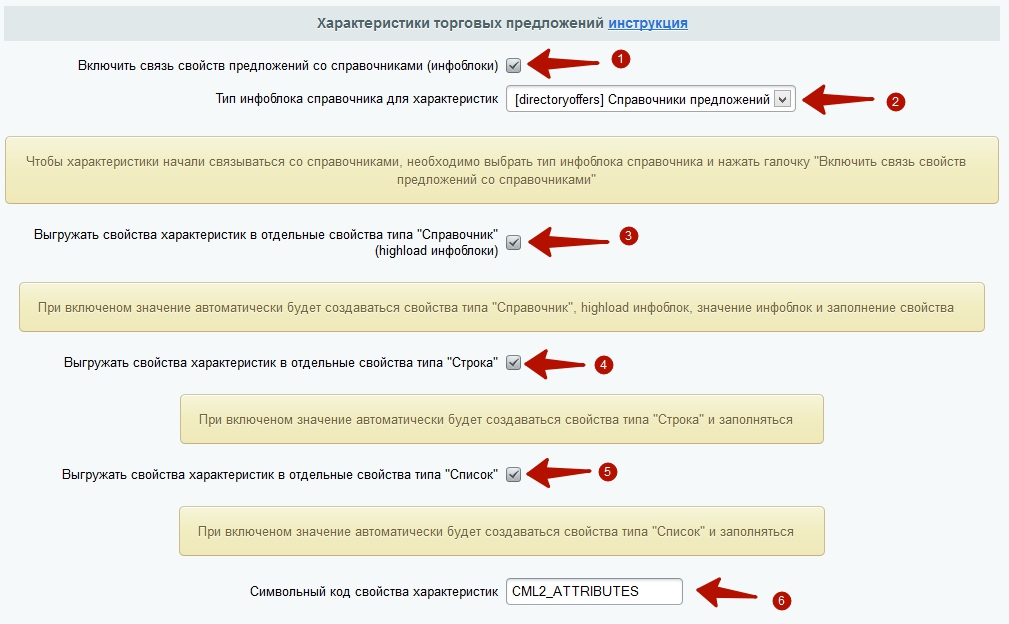 Характеристики торговых предложений инструкция
Включить связь свойств предложений со справочниками (инфоблоки)
1
Тип инфоблока справочника для характеристик
[directoryoffers] Справочники предложений
2
Чтобы характеристики начали связываться со справочниками, необходимо выбрать тип инфоблока справочника и нажать галочку "Включить связь свойств
предложений со справочниками"
Выгружать свойства характеристик в отдельные свойства типа "Справочник"
(highload инфоблоки)
3
При включеном значение автоматически будет создаваться свойства типа "Справочник", highload инфоблок, значение инфоблок и заполнение свойства
Выгружать свойства характеристик в отдельные свойства типа "Строка"
4
При включеном значение автоматически будет создаваться свойства типа "Строка" и заполняться
Выгружать свойства характеристик в отдельные свойства типа "Список"
5
При включеном значение автоматически будет создаваться свойства типа "Список" и заполняться
Символьный код свойства характеристик
CML2_ATTRIBUTES
6